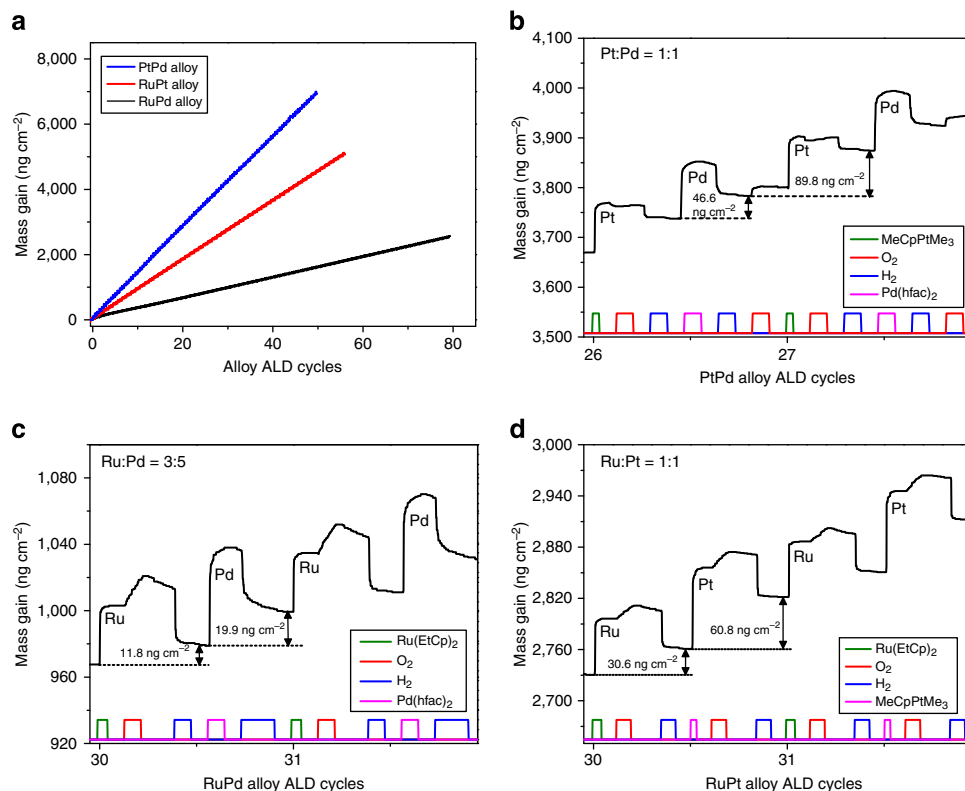 a
8,000
6,000
4,000
2,000
0
Mass gain (ng cm⁻²)
PtPd alloy
RuPt alloy
RuPd alloy
0 20 40 60 80
Alloy ALD cycles
b
4,100
4,000
3,900
3,800
3,700
3,600
3,500
Mass gain (ng cm⁻²)
Pt:Pd = 1:1
Pt
Pd
Pt
Pd
46.6
ng cm⁻²
89.8 ng cm⁻²
MeCpPtMe₃
O₂
H₂
Pd(hfac)₂
26 27
PtPd alloy ALD cycles
c
1,080
1,040
1,000
960
920
Mass gain (ng cm⁻²)
Ru:Pd = 3:5
Ru
Pd
Ru
Pd
11.8 ng cm⁻²
19.9 ng cm⁻²
Ru(EtCp)₂
O₂
H₂
Pd(hfac)₂
30 31
RuPd alloy ALD cycles
d
3,000
2,940
2,880
2,820
2,760
2,700
Mass gain (ng cm⁻²)
Ru:Pt = 1:1
Ru
Pt
Ru
Pt
30.6 ng cm⁻²
60.8 ng cm⁻²
Ru(EtCp)₂
O₂
H₂
MeCpPtMe₃
30 31
RuPt alloy ALD cycles